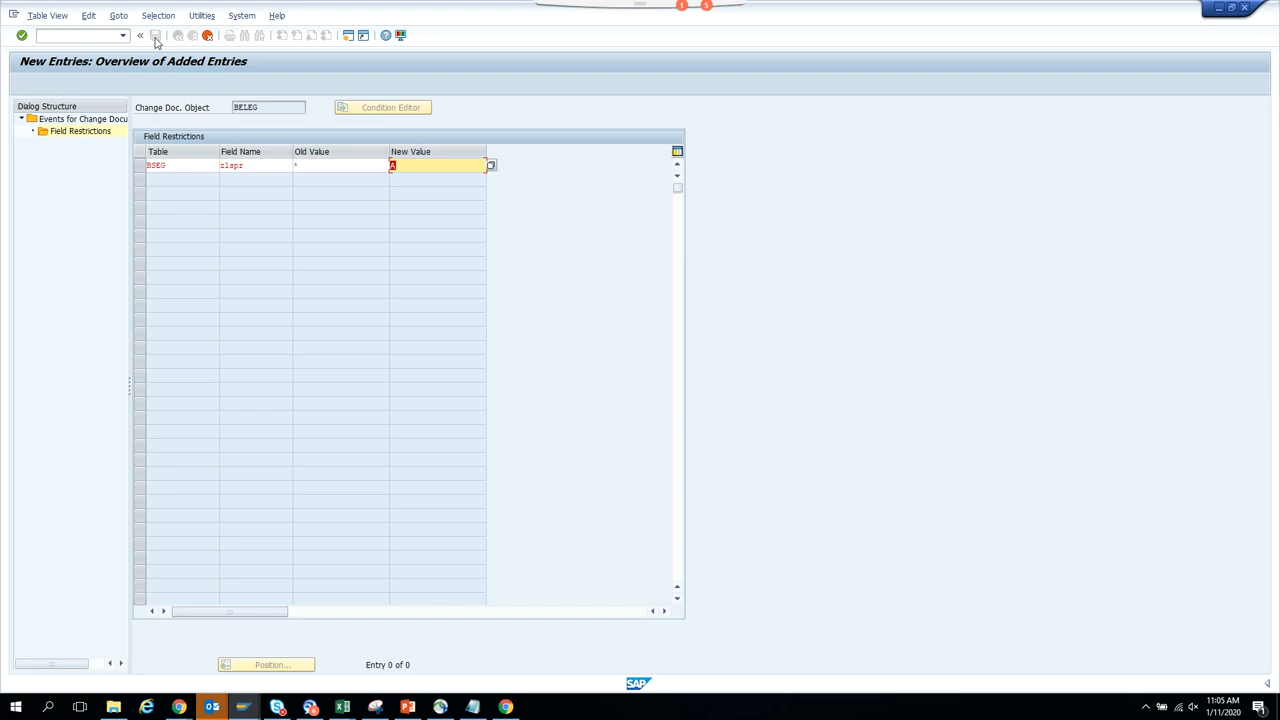 1 5
Table View Edit Goto Selection Utilities System Help
New Entries: Overview of Added Entries
Dialog Structure
Events for Change Docu
Field Restrictions
Change Doc. Object BELEG Condition Editor
Field Restrictions
Table Field Name Old Value New Value
BSEG zlspr * A
Position... Entry 0 of 0
SAP
11:05 AM
1/11/2020